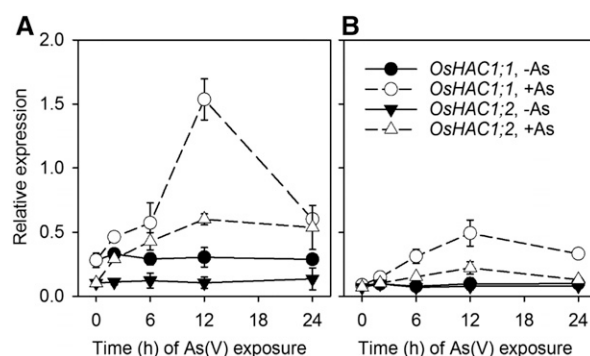 A
B
2.0
1.5
1.0
0.5
0.0
Relative expression
OsHAC1;1, -As
OsHAC1;1, +As
OsHAC1;2, -As
OsHAC1;2, +As
0 6 12 18 24
0 6 12 18 24
Time (h) of As(V) exposure
Time (h) of As(V) exposure